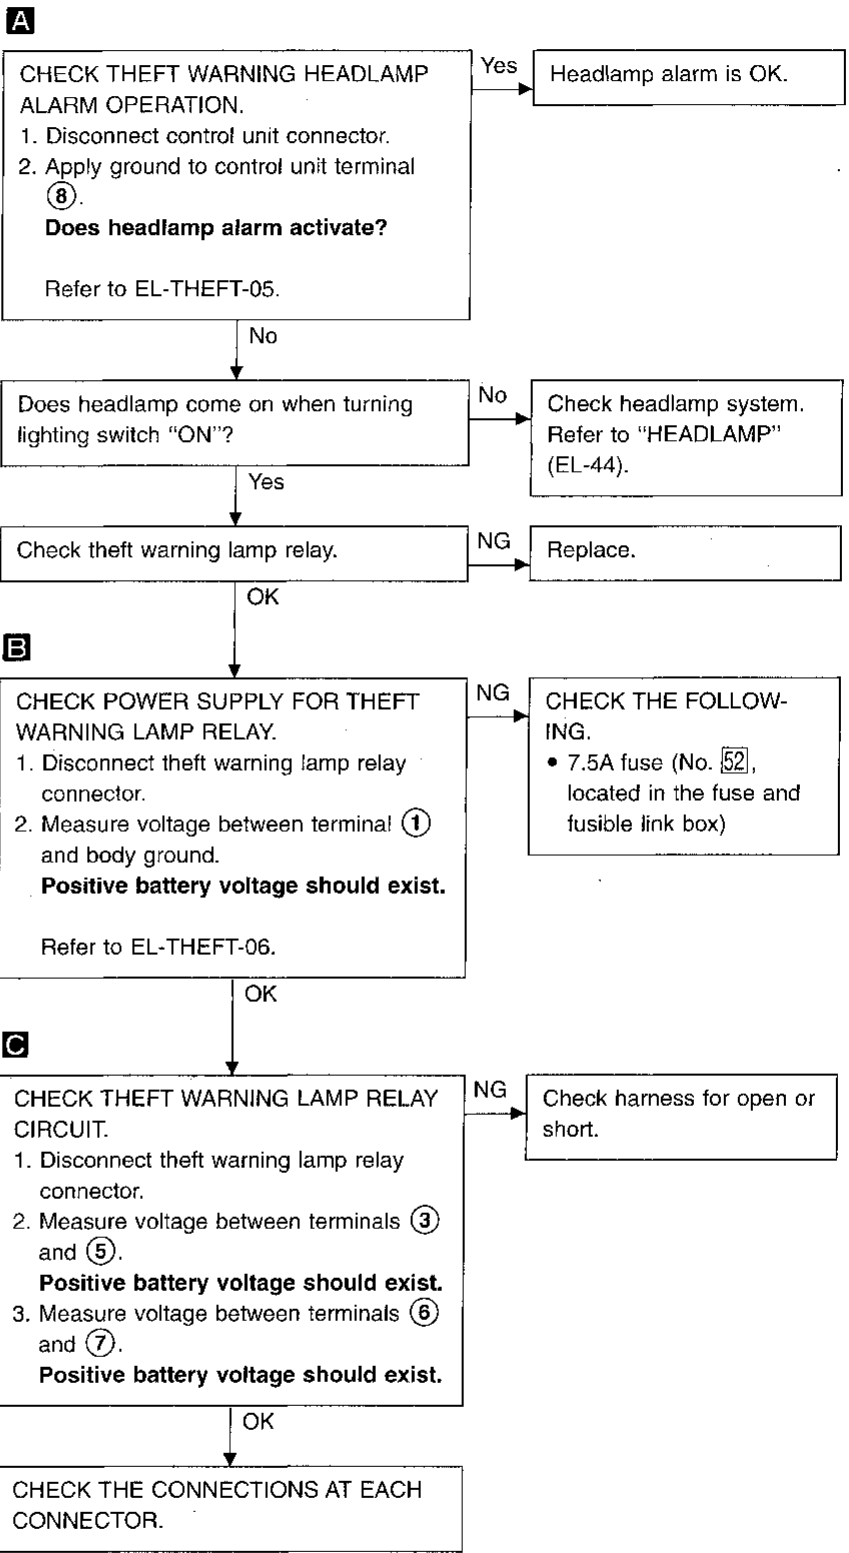 A
CHECK THEFT WARNING HEADLAMP
ALARM OPERATION.
1. Disconnect control unit connector.
2. Apply ground to control unit terminal
⑧.
Does headlamp alarm activate?
Refer to EL-THEFT-05.
Yes
Headlamp alarm is OK.
No
Does headlamp come on when turning
lighting switch “ON”?
No
Check headlamp system.
Refer to “HEADLAMP”
(EL-44).
Yes
Check theft warning lamp relay.
NG
Replace.
OK
B
CHECK POWER SUPPLY FOR THEFT
WARNING LAMP RELAY.
1. Disconnect theft warning lamp relay
connector.
2. Measure voltage between terminal ①
and body ground.
Positive battery voltage should exist.
Refer to EL-THEFT-06.
NG
CHECK THE FOLLOW-
ING.
• 7.5A fuse (No. 52,
located in the fuse and
fusible link box)
OK
C
CHECK THEFT WARNING LAMP RELAY
CIRCUIT.
1. Disconnect theft warning lamp relay
connector.
2. Measure voltage between terminals ③
and ⑤.
Positive battery voltage should exist.
3. Measure voltage between terminals ⑥
and ⑦.
Positive battery voltage should exist.
NG
Check harness for open or
short.
OK
CHECK THE CONNECTIONS AT EACH
CONNECTOR.